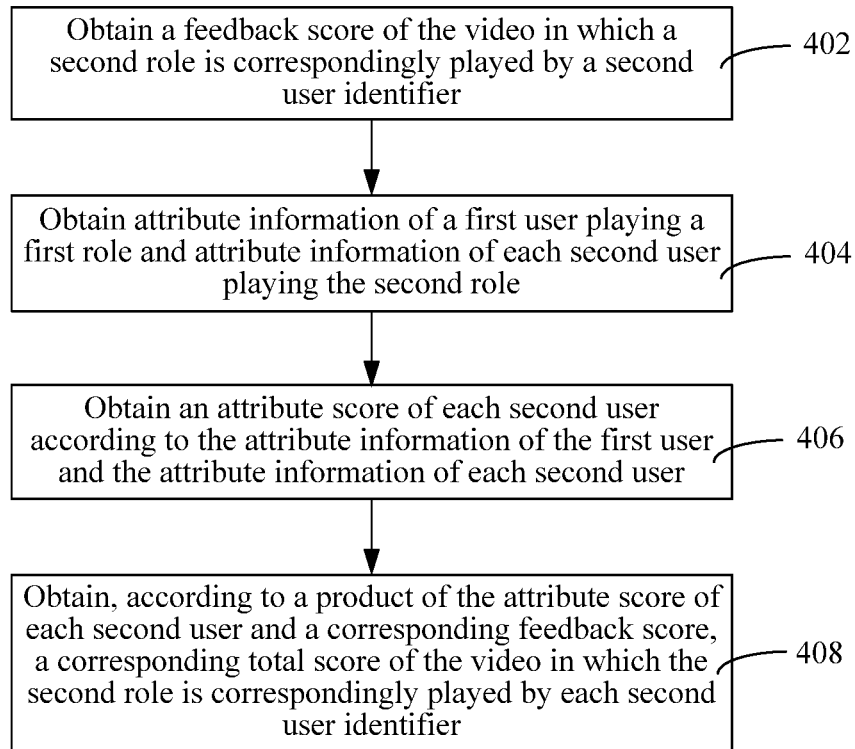 Obtain a feedback score of the video in which a
second role is correspondingly played by a second
user identifier
402
Obtain attribute information of a first user playing a
first role and attribute information of each second user
playing the second role
404
Obtain an attribute score of each second user
according to the attribute information of the first user
and the attribute information of each second user
406
Obtain, according to a product of the attribute score of
each second user and a corresponding feedback score,
a corresponding total score of the video in which the
second role is correspondingly played by each second
user identifier
408